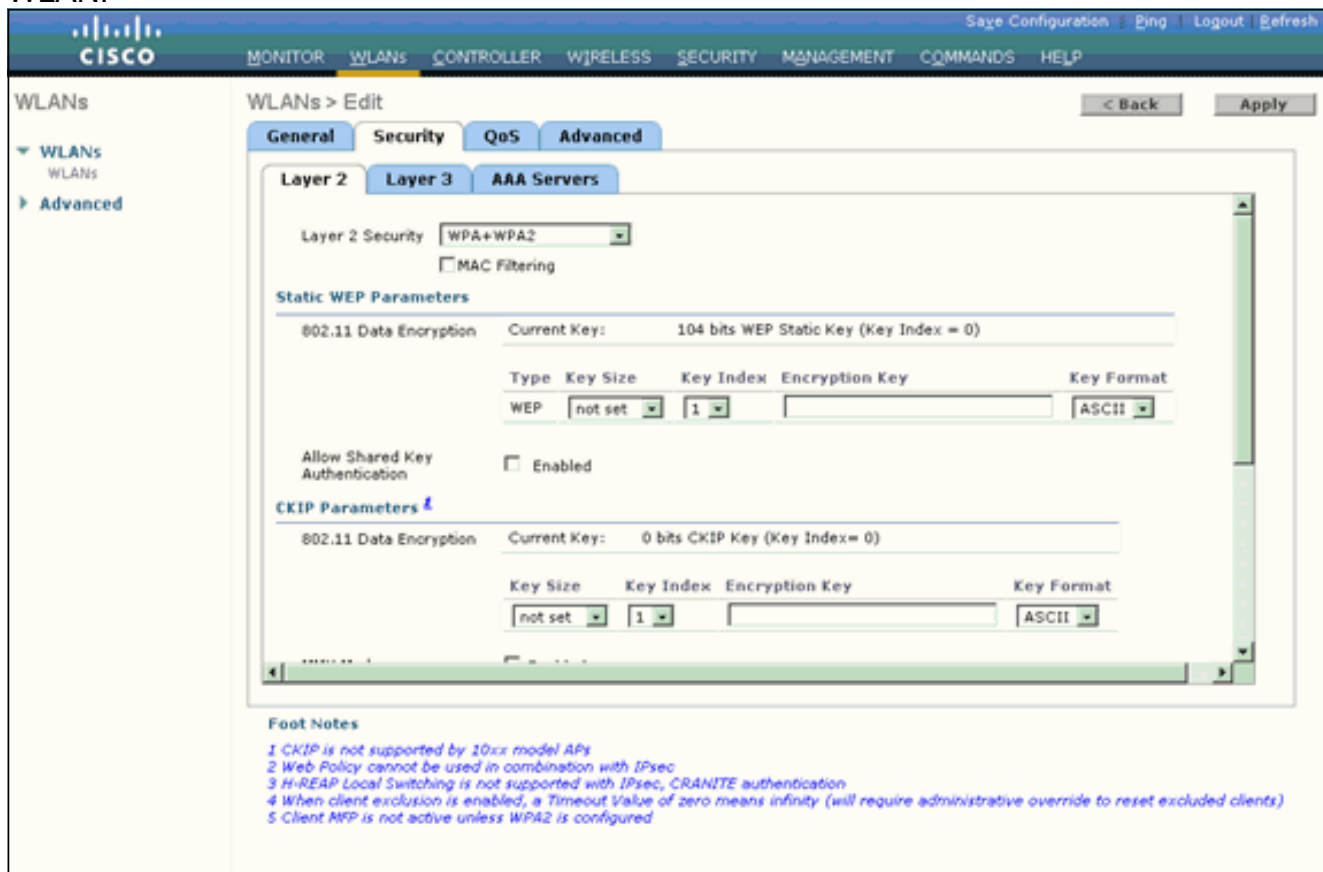 WLAN.
Save Configuration | Ping | Logout | Refresh
CISCO
MONITOR WLANs CONTROLLER WIRELESS SECURITY MANAGEMENT COMMANDS HELP
WLANs
WLANs
WLANs
Advanced
WLANs > Edit
< Back
Apply
General Security QoS Advanced
Layer 2 Layer 3 AAA Servers
Layer 2 Security WPA+WPA2
MAC Filtering
Static WEP Parameters
802.11 Data Encryption Current Key: 104 bits WEP Static Key (Key Index = 0)
Type Key Size Key Index Encryption Key Key Format
WEP not set 1 ASCII
Allow Shared Key
Authentication
Enabled
CKIP Parameters 1
802.11 Data Encryption Current Key: 0 bits CKIP Key (Key Index= 0)
Key Size Key Index Encryption Key Key Format
not set 1 ASCII
Foot Notes
1 CKIP is not supported by 10xx model APs
2 Web Policy cannot be used in combination with IPsec
3 H-REAP Local Switching is not supported with IPsec, CRANITE authentication
4 When client exclusion is enabled, a Timeout Value of zero means infinity (will require administrative override to reset excluded clients)
5 Client MFP is not active unless WPA2 is configured